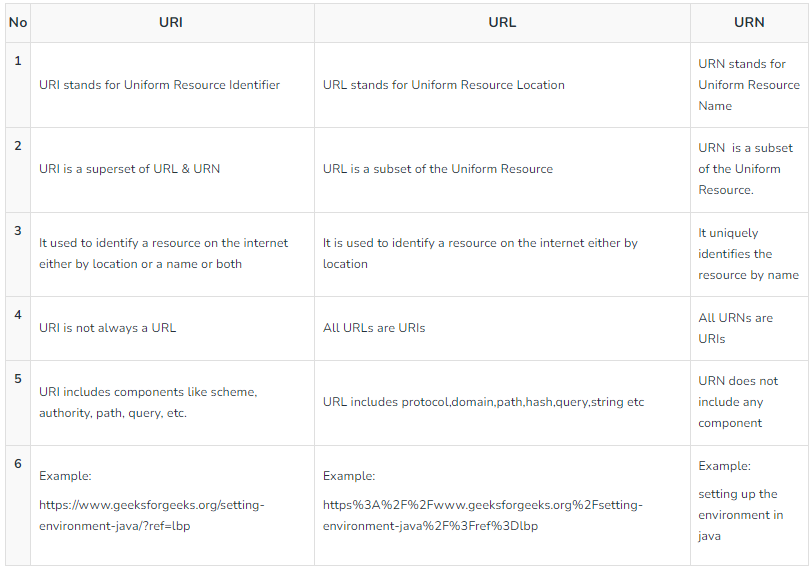 No URI URL URN
1
URI stands for Uniform Resource Identifier
URL stands for Uniform Resource Location
URN stands for
Uniform Resource
Name
2
URI is a superset of URL & URN
URL is a subset of the Uniform Resource
URN is a subset
of the Uniform
Resource.
3
It used to identify a resource on the internet
either by location or a name or both
It is used to identify a resource on the internet either by
location
It uniquely
identifies the
resource by name
4
URI is not always a URL
All URLs are URIs
All URNs are
URIs
5
URI includes components like scheme,
authority, path, query, etc.
URL includes protocol,domain,path,hash,query,string etc
URN does not
include any
component
6
Example:
https://www.geeksforgeeks.org/setting-
environment-java/?ref=lbp
Example:
https%3A%2F%2Fwww.geeksforgeeks.org%2Fsetting-
environment-java%2F%3Fref%3Dlbp
Example:
setting up the
environment in
java